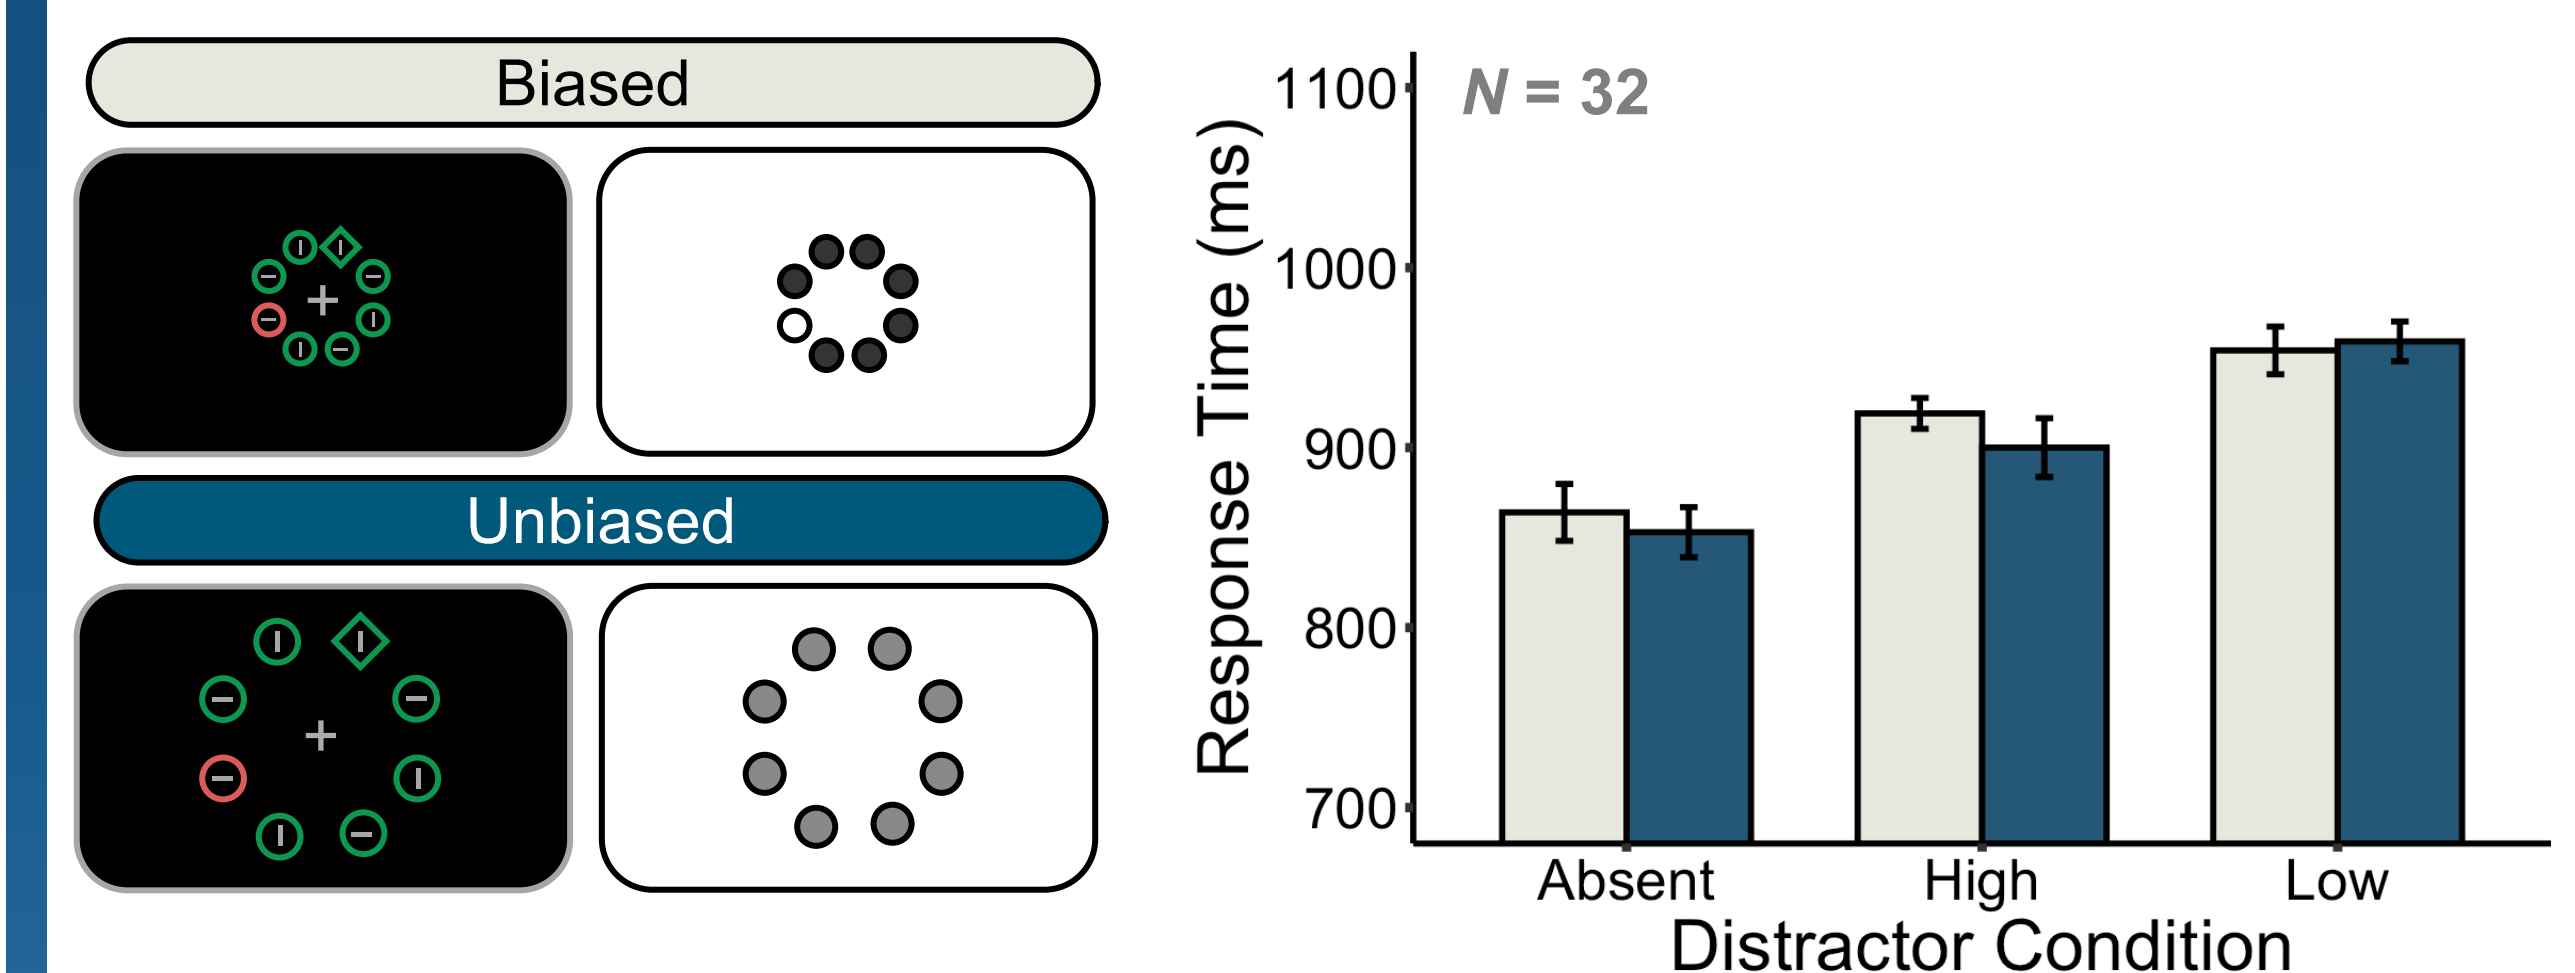 Biased
Unbiased
N = 32
Response Time (ms)
1100
1000
900
800
700
Absent
High
Low
Distractor Condition